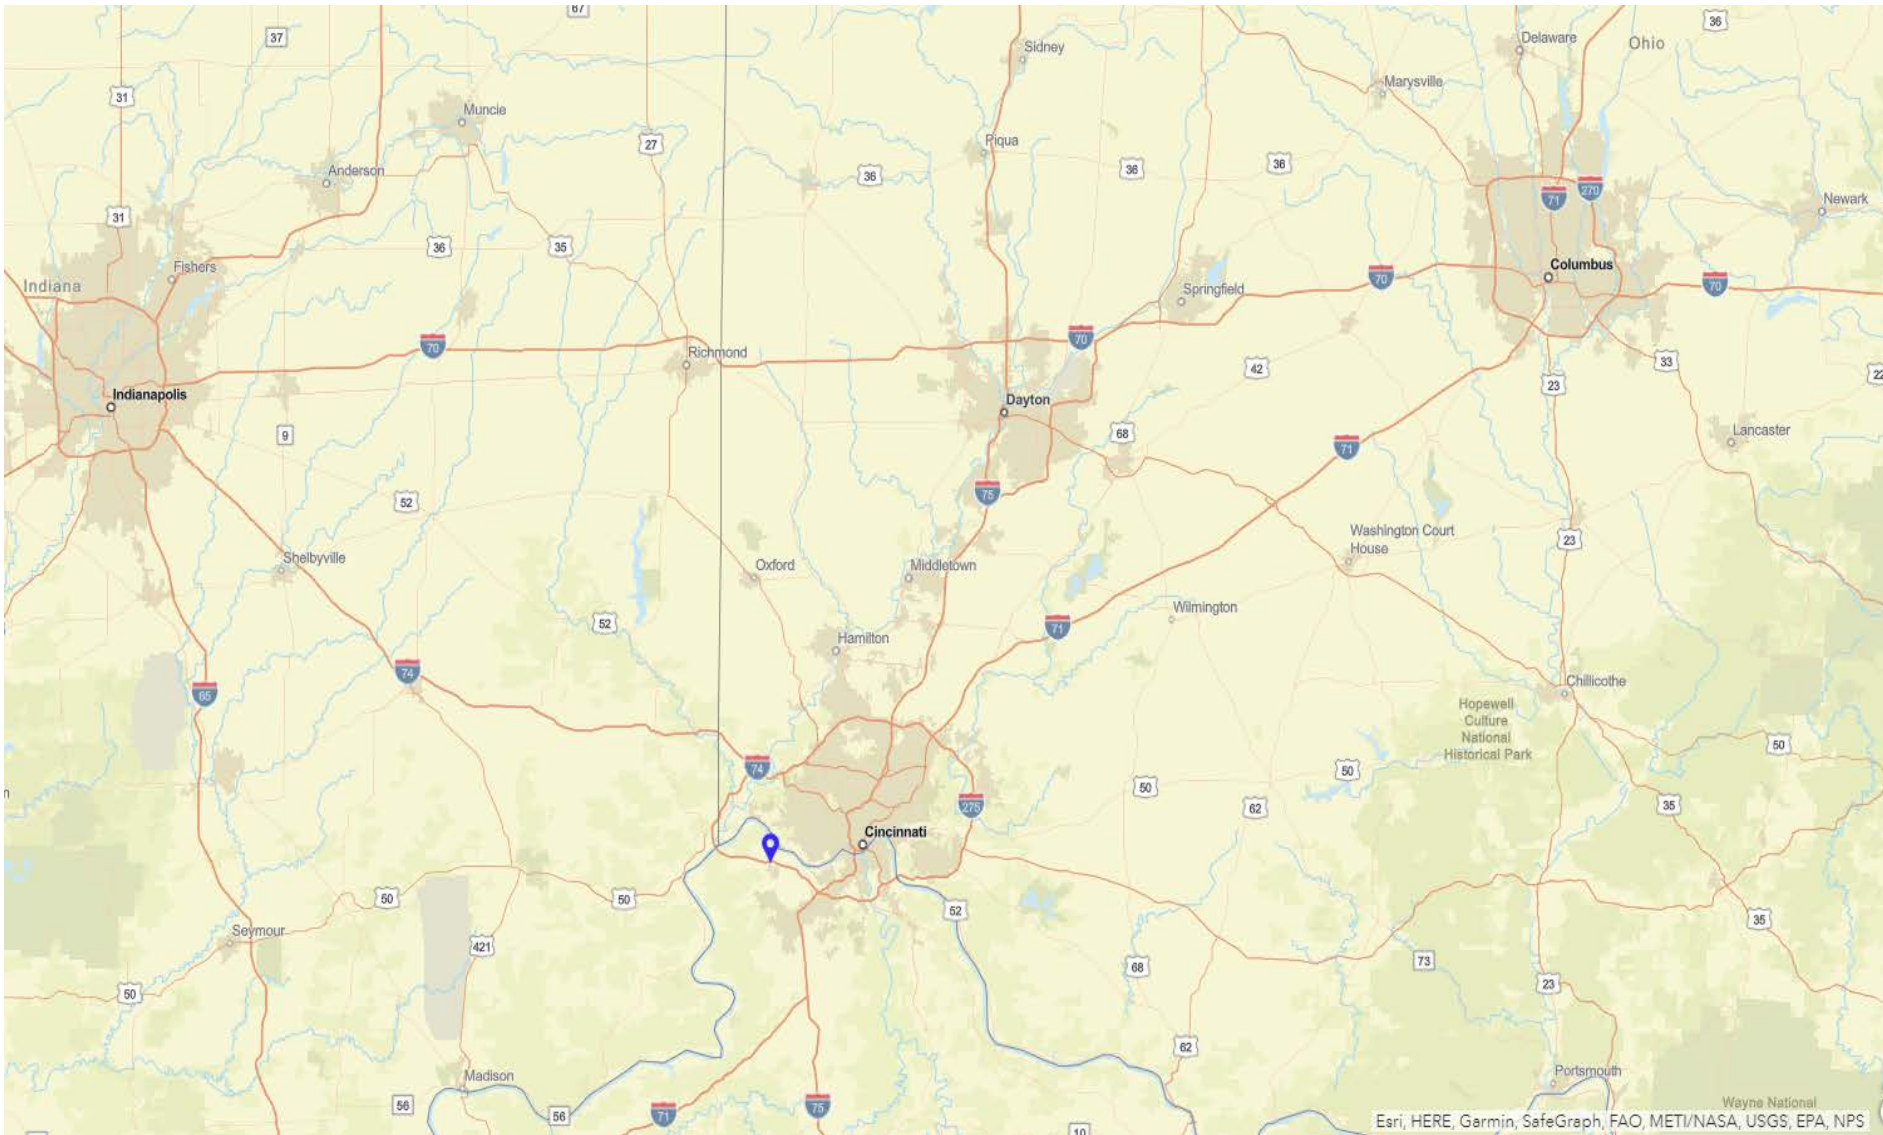 67
36
37
Sidney
Delaware
Ohio
Marysville
31
Muncie
27
Piqua
36
36
36
Anderson
71
270
Newark
31
36
35
Fishers
Indiana
Columbus
70
70
Springfield
70
70
Richmond
42
33
22
23
Indianapolis
Dayton
9
68
71
Lancaster
52
75
Washington Court
House
23
Shelbyville
Oxford
Middletown
52
Wilmington
71
Hamilton
74
65
Chillicothe
Hopewell
Culture
National
Historical Park
50
74
50
50
n
275
62
35
Cincinnati
50
50
52
35
Seymour
421
73
68
50
23
62
Madison
Portsmouth
56
56
71
75
Wayne National
10
Esri, HERE, Garmin, SafeGraph, FAO, METI/NASA, USGS, EPA, NPS